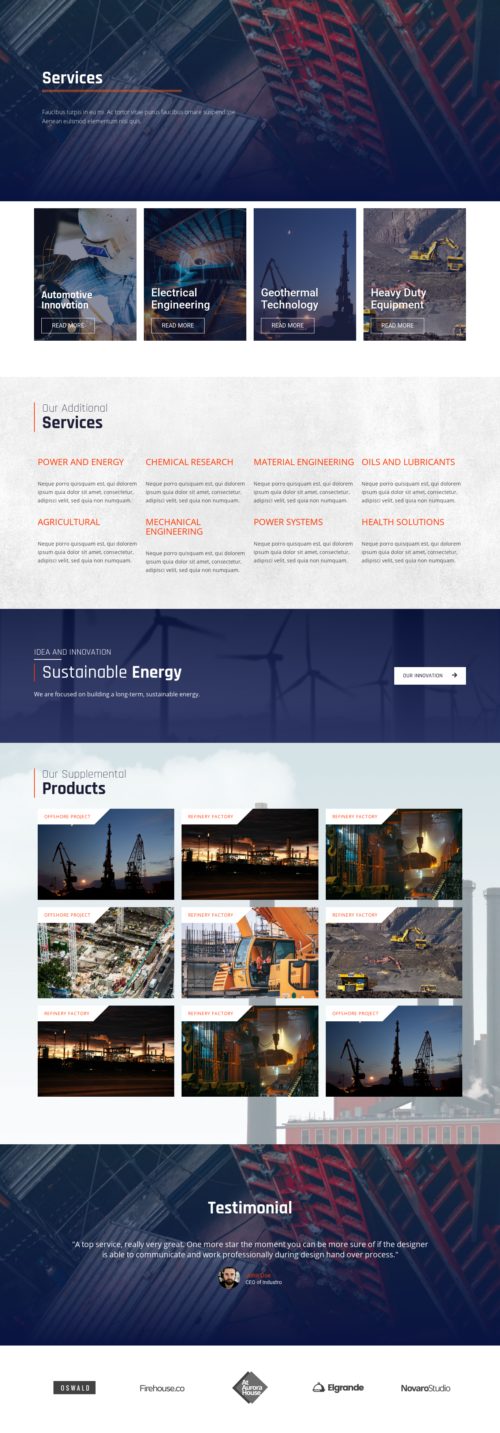 Services
Faucibus turpis in eu mi. Ac tortor vitae purus faucibus ornare suspend sse.
Aenean euismod elementum nisi quis.
Automotive
Innovation
READ MORE
Electrical
Engineering
READ MORE
Geothermal
Technology
READ MORE
Heavy Duty
Equipment
READ MORE
Our Additional
Services
POWER AND ENERGY
Neque porro quisquam est, qui dolorem
ipsum quia dolor sit amet, consectetur,
adipisci velit, sed quia non numquam.
CHEMICAL RESEARCH
Neque porro quisquam est, qui dolorem
ipsum quia dolor sit amet, consectetur,
adipisci velit, sed quia non numquam.
MATERIAL ENGINEERING
Neque porro quisquam est, qui dolorem
ipsum quia dolor sit amet, consectetur,
adipisci velit, sed quia non numquam.
OILS AND LUBRICANTS
Neque porro quisquam est, qui dolorem
ipsum quia dolor sit amet, consectetur,
adipisci velit, sed quia non numquam.
AGRICULTURAL
Neque porro quisquam est, qui dolorem
ipsum quia dolor sit amet, consectetur,
adipisci velit, sed quia non numquam.
MECHANICAL
ENGINEERING
Neque porro quisquam est, qui dolorem
ipsum quia dolor sit amet, consectetur,
adipisci velit, sed quia non numquam.
POWER SYSTEMS
Neque porro quisquam est, qui dolorem
ipsum quia dolor sit amet, consectetur,
adipisci velit, sed quia non numquam.
HEALTH SOLUTIONS
Neque porro quisquam est, qui dolorem
ipsum quia dolor sit amet, consectetur,
adipisci velit, sed quia non numquam.
IDEA AND INNOVATION
Sustainable Energy
We are focused on building a long-term, sustainable energy.
OUR INNOVATION
Our Supplemental
Products
OFFSHORE PROJECT
REFINERY FACTORY
REFINERY FACTORY
OFFSHORE PROJECT
REFINERY FACTORY
REFINERY FACTORY
REFINERY FACTORY
REFINERY FACTORY
OFFSHORE PROJECT
Testimonial
"A top service, really very great. One more star the moment you can be more sure of if the designer
is able to communicate and work professionally during design hand over process."
John Doe
CEO of Industro
OSWALD
Firehouse.co
At
Aurora
House
Elgrande
NovaroStudio